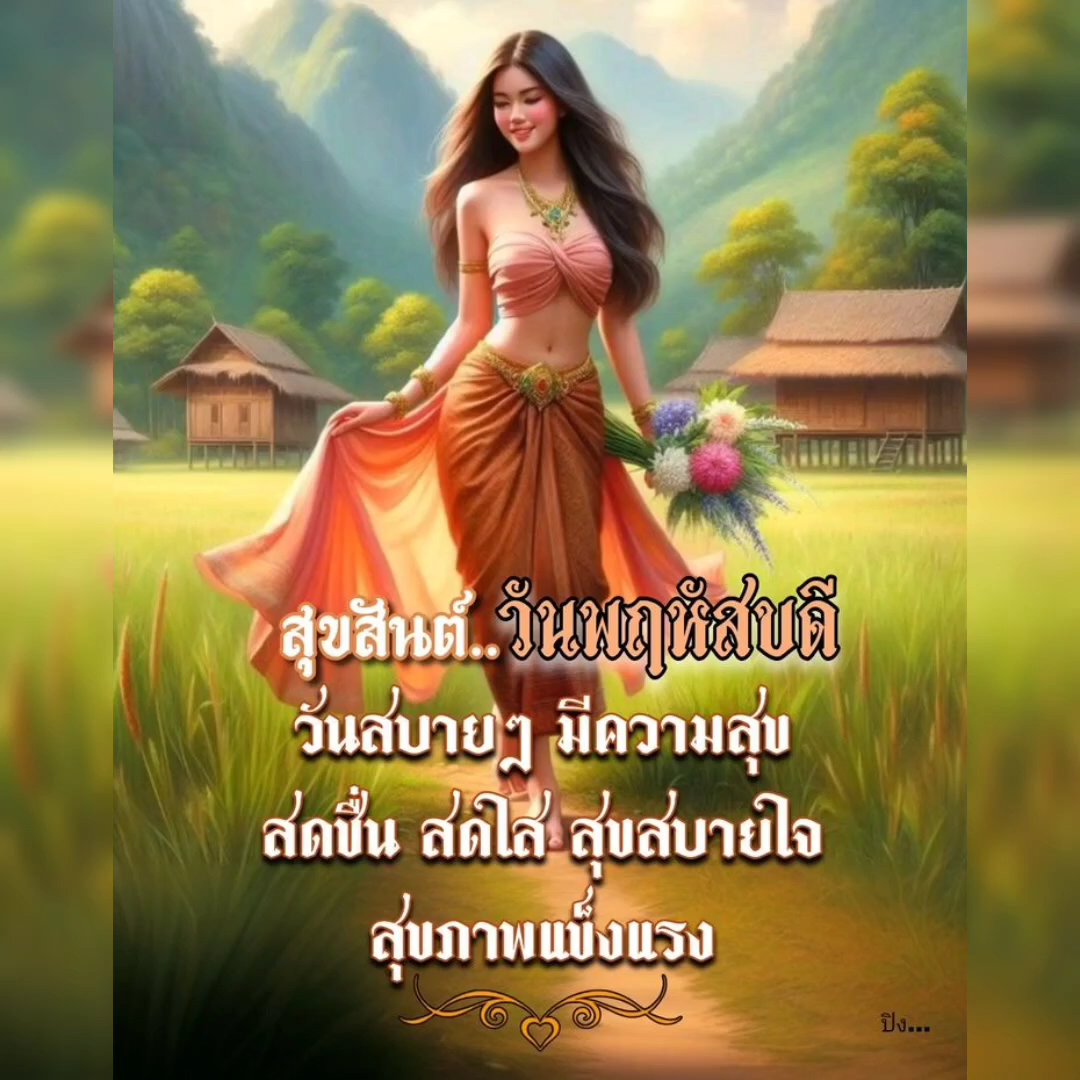 สุขสันต์..วันพฤหัสบดี
วันสบายๆ มีความสุข
สดชื่น สดใส สุขสบายใจ
สุขภาพแข็งแรง
ปิง...